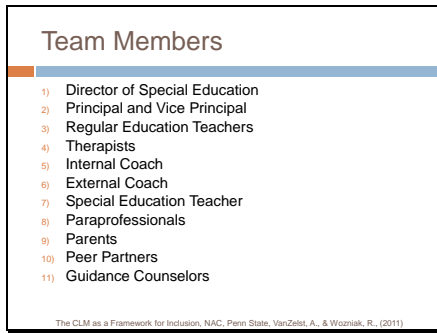 Team Members
1) Director of Special Education
2) Principal and Vice Principal
3) Regular Education Teachers
4) Therapists
5) Internal Coach
6) External Coach
7) Special Education Teacher
8) Paraprofessionals
9) Parents
10) Peer Partners
11) Guidance Counselors
The CLM as a Framework for Inclusion, NAC, Penn State, VanZelst, A., & Wozniak, R., (2011)